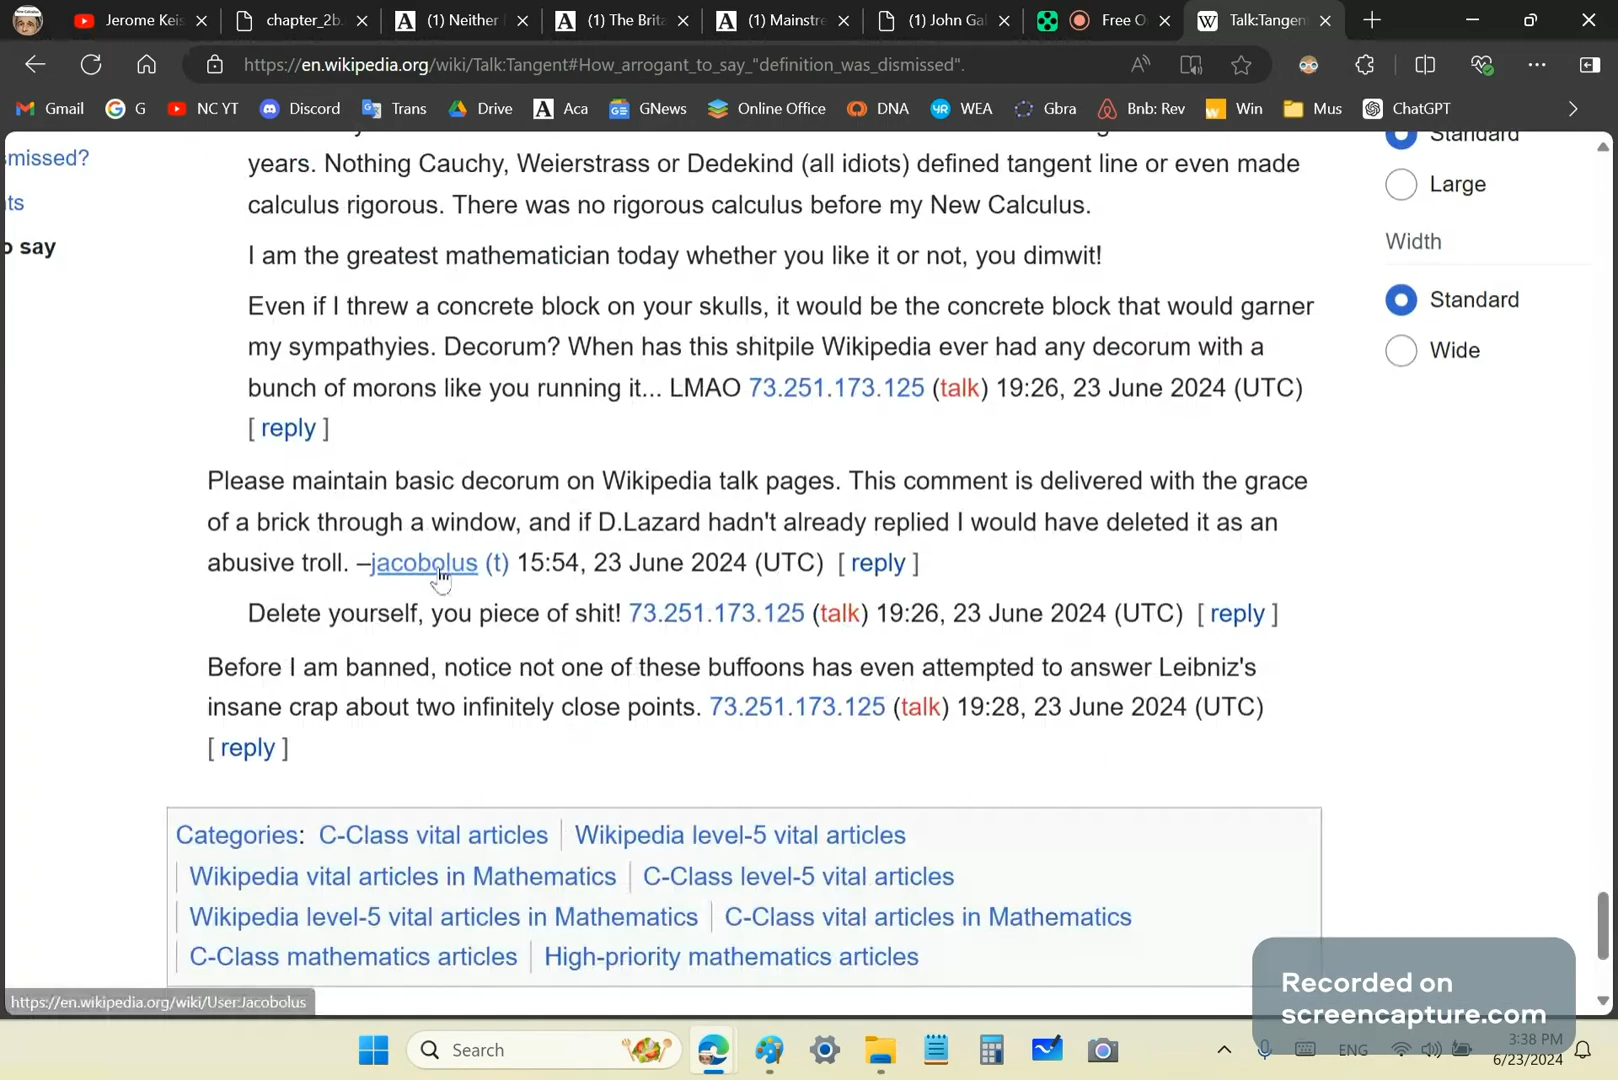 Jerome Keis
chapter_2b.
(1) Neither
(1) The Brita
(1) Mainstre
(1) John Gal
Free O
Talk:Tangent
https://en.wikipedia.org/wiki/Talk:Tangent#How_arrogant_to_say_"definition_was_dismissed".
Gmail G NC YT Discord Trans Drive Aca GNews Online Office DNA WEA Gbra Bnb: Rev Win Mus ChatGPT
smissed?
ts
o say
years. Nothing Cauchy, Weierstrass or Dedekind (all idiots) defined tangent line or even made
calculus rigorous. There was no rigorous calculus before my New Calculus.
I am the greatest mathematician today whether you like it or not, you dimwit!
Even if I threw a concrete block on your skulls, it would be the concrete block that would garner
my sympathyies. Decorum? When has this shitpile Wikipedia ever had any decorum with a
bunch of morons like you running it... LMAO 73.251.173.125 (talk) 19:26, 23 June 2024 (UTC)
[ reply ]
Please maintain basic decorum on Wikipedia talk pages. This comment is delivered with the grace
of a brick through a window, and if D.Lazard hadn't already replied I would have deleted it as an
abusive troll. –jacobolus (t) 15:54, 23 June 2024 (UTC) [ reply ]
Delete yourself, you piece of shit! 73.251.173.125 (talk) 19:26, 23 June 2024 (UTC) [ reply ]
Before I am banned, notice not one of these buffoons has even attempted to answer Leibniz's
insane crap about two infinitely close points. 73.251.173.125 (talk) 19:28, 23 June 2024 (UTC)
[ reply ]
Categories: C-Class vital articles Wikipedia level-5 vital articles
Wikipedia vital articles in Mathematics C-Class level-5 vital articles
Wikipedia level-5 vital articles in Mathematics C-Class vital articles in Mathematics
C-Class mathematics articles High-priority mathematics articles
Standard
Large
Width
Standard
Wide
https://en.wikipedia.org/wiki/User:Jacobolus
Recorded on
screencapture.com
Search
ENG
3:38 PM
6/23/2024